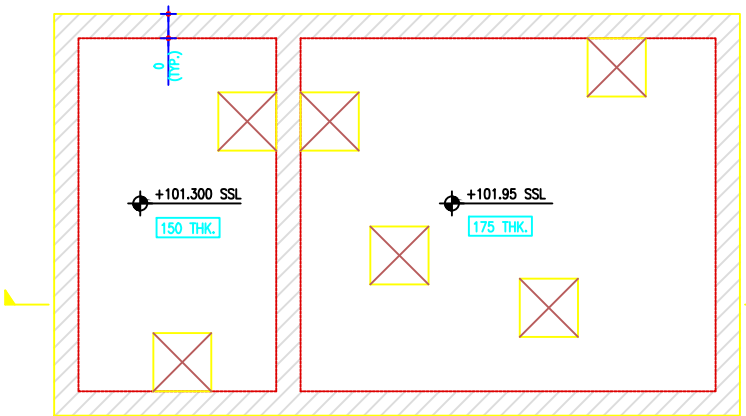 0
(TYP.)
+101.300 SSL
150 THK.
+101.95 SSL
175 THK.